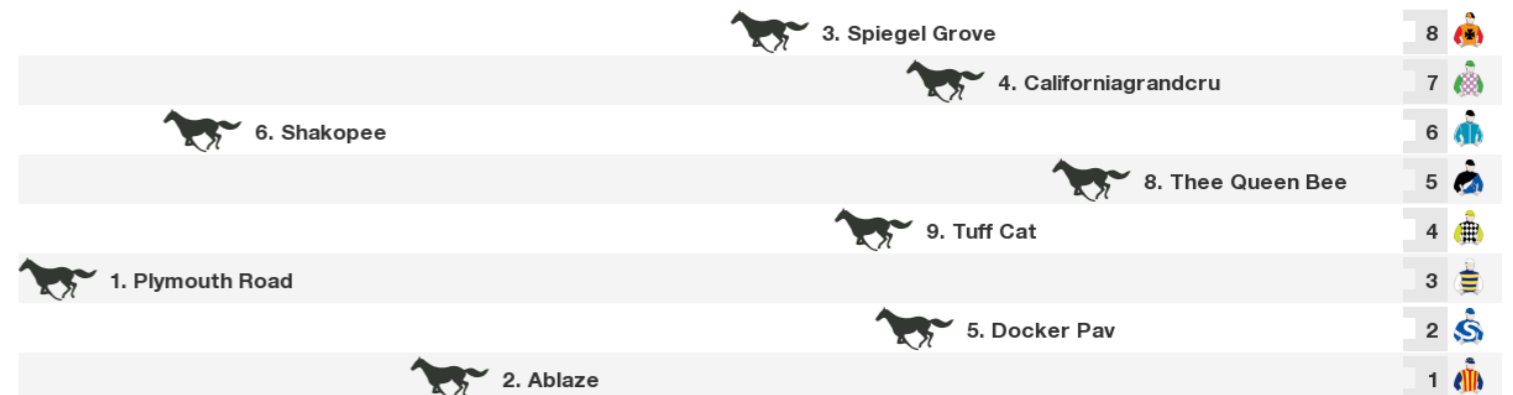 3. Spiegel Grove 8
4. Californiagrandcru 7
6. Shakopee 6
8. Thee Queen Bee 5
9. Tuff Cat 4
1. Plymouth Road 3
5. Docker Pav 2
2. Ablaze 1